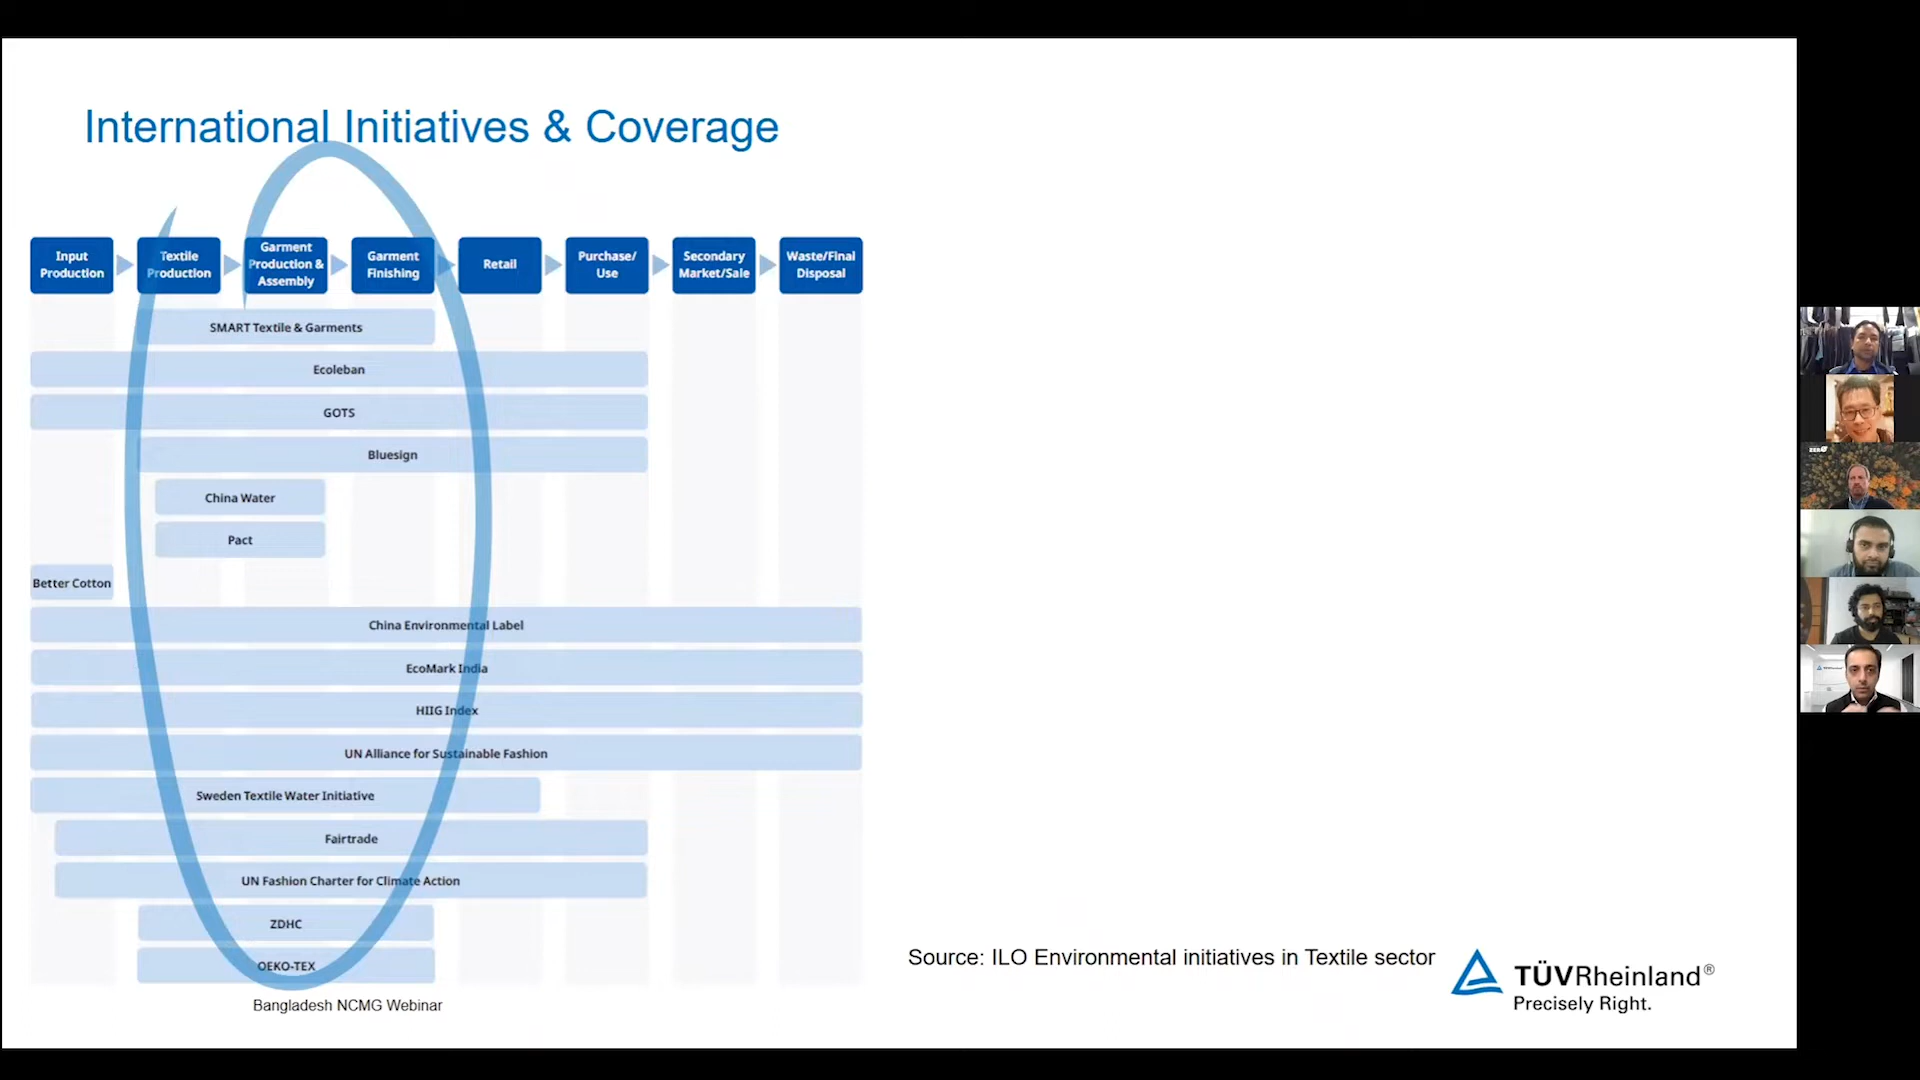 International Initiatives & Coverage
Input
Production
Textile
Production
Garment
Production &
Assembly
Garment
Finishing
Retail
Purchase/
Use
Secondary
Market/Sale
Waste/Final
Disposal
SMART Textile & Garments
Ecoleban
GOTS
Bluesign
China Water
Pact
Better Cotton
China Environmental Label
EcoMark India
HIIG Index
UN Alliance for Sustainable Fashion
Sweden Textile Water Initiative
Fairtrade
UN Fashion Charter for Climate Action
ZDHC
OEKO-TEX
Bangladesh NCMG Webinar
Source: ILO Environmental initiatives in Textile sector
TÜVRheinland®
Precisely Right.